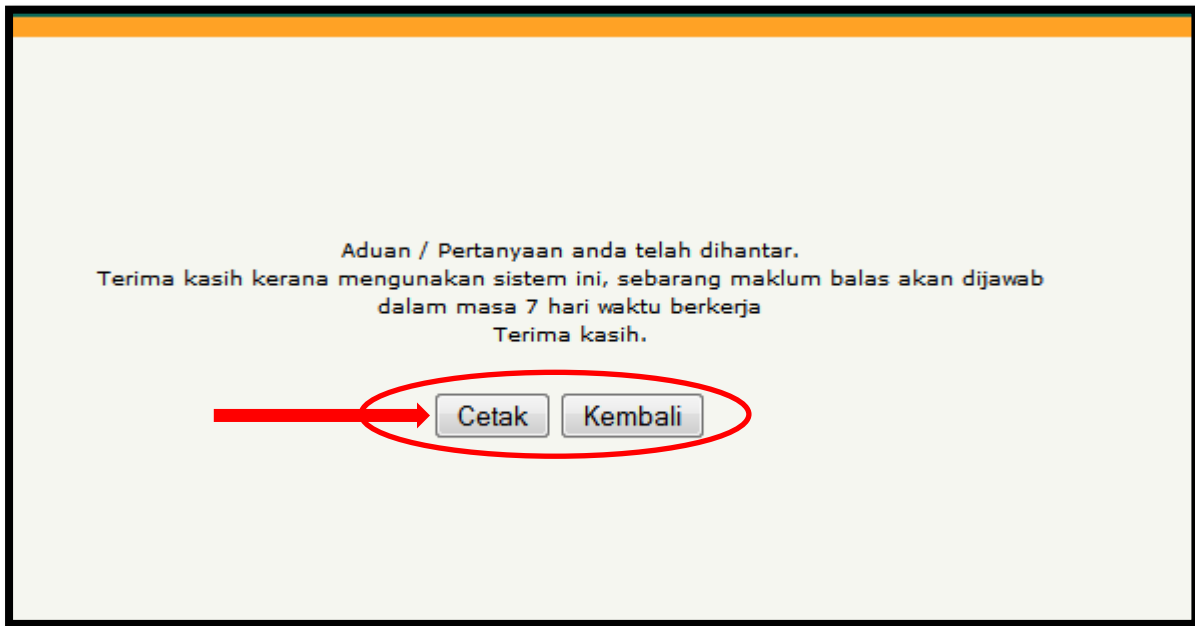 Aduan / Pertanyaan anda telah dihantar.
Terima kasih kerana mengunakan sistem ini, sebarang maklum balas akan dijawab
dalam masa 7 hari waktu berkerja
Terima kasih.
Cetak Kembali